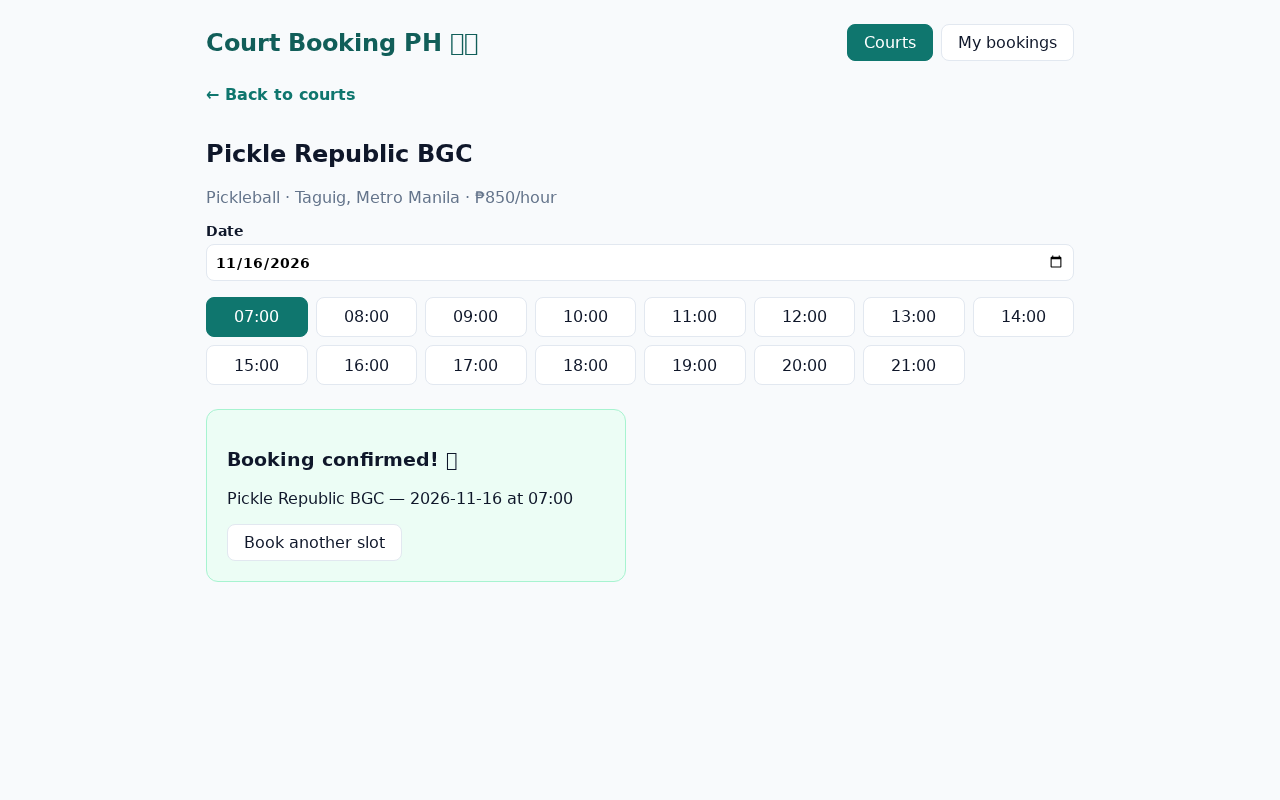 Court Booking PH
Courts
My bookings
← Back to courts
Pickle Republic BGC
Pickleball · Taguig, Metro Manila · ₱850/hour
Date
11/16/2026
07:00
08:00
09:00
10:00
11:00
12:00
13:00
14:00
15:00
16:00
17:00
18:00
19:00
20:00
21:00
Booking confirmed!
Pickle Republic BGC — 2026-11-16 at 07:00
Book another slot